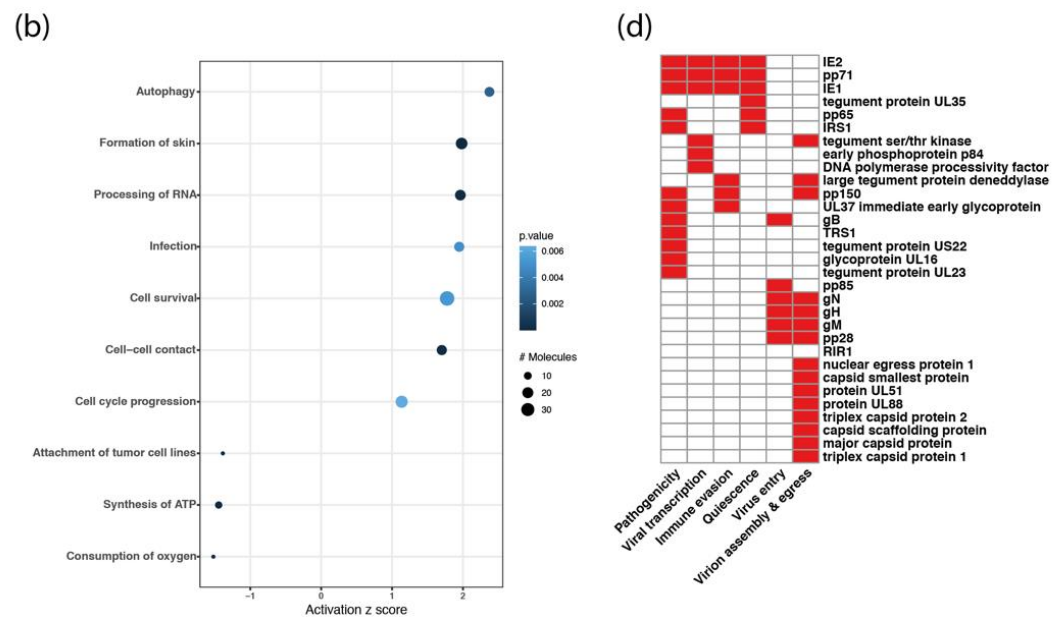 (b)
Autophagy
Formation of skin
Processing of RNA
Infection
Cell survival
Cell−cell contact
Cell cycle progression
Attachment of tumor cell lines
Synthesis of ATP
Consumption of oxygen
−1
0
1
2
Activation z score
p.value
0.006
0.004
0.002
# Molecules
10
20
30
(d)
IE2
pp71
IE1
tegument protein UL35
pp65
IRS1
tegument ser/thr kinase
early phosphoprotein p84
DNA polymerase processivity factor
large tegument protein deneddylase
pp150
UL37 immediate early glycoprotein
gB
TRS1
tegument protein US22
glycoprotein UL16
tegument protein UL23
pp85
gN
gH
gM
pp28
RIR1
nuclear egress protein 1
capsid smallest protein
protein UL51
protein UL88
triplex capsid protein 2
capsid scaffolding protein
major capsid protein
triplex capsid protein 1
Pathogenicity
Viral transcription
Immune evasion
Quiescence
Virus entry
Virion assembly & egress